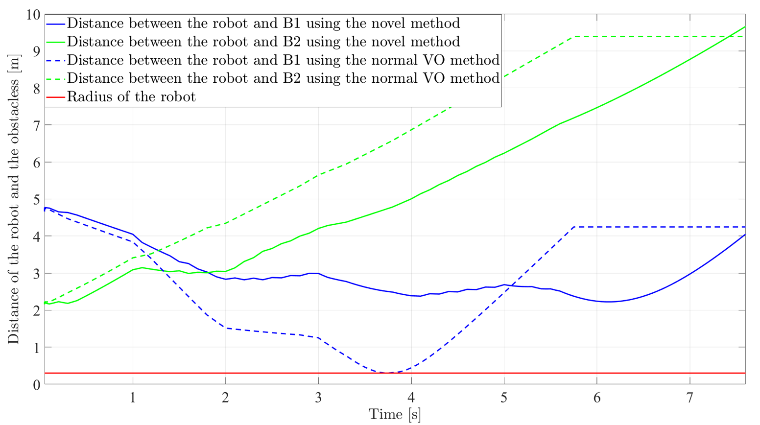 Distance between the robot and B1 using the novel method
Distance between the robot and B2 using the novel method
Distance between the robot and B1 using the normal VO method
Distance between the robot and B2 using the normal VO method
Radius of the robot
Distance of the robot and the obstacless [m]
10
9
8
7
6
5
4
3
2
1
0
1 2 3 4 5 6 7
Time [s]